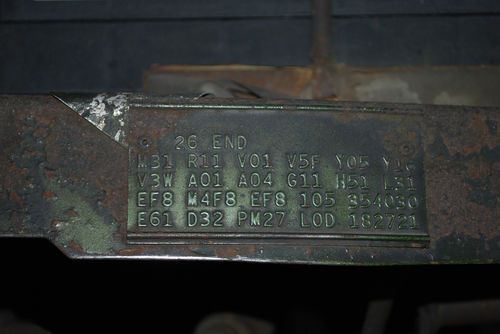 26 END
M31 R11 V01 V5F Y05
V3W A01 A04 G11 H51 L31
EF8 M4F8 EF8 105 354030
E61 D32 PM27 LOD 182721